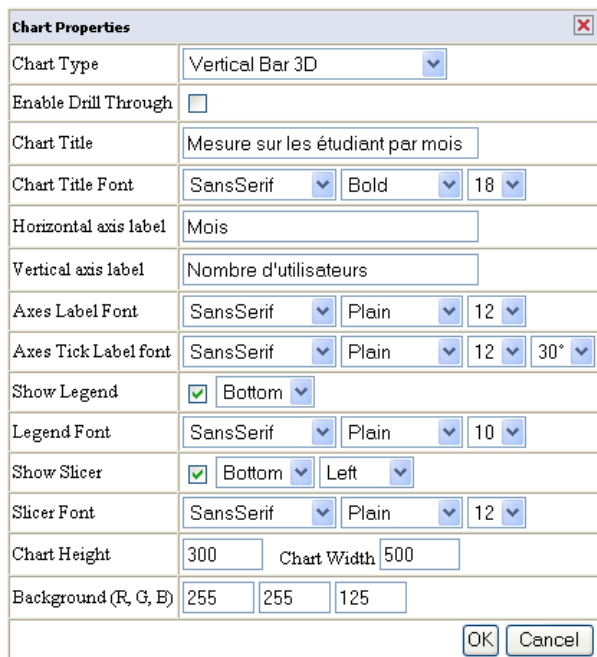 Chart Properties
Chart Type Vertical Bar 3D
Enable Drill Through
Chart Title Mesure sur les étudiant par mois
Chart Title Font SansSerif Bold 18
Horizontal axis label Mois
Vertical axis label Nombre d'utilisateurs
Axes Label Font SansSerif Plain 12
Axes Tick Label font SansSerif Plain 12 30°
Show Legend Bottom
Legend Font SansSerif Plain 10
Show Slicer Bottom Left
Slicer Font SansSerif Plain 12
Chart Height 300 Chart Width 500
Background (R, G, B) 255 255 125
OK Cancel